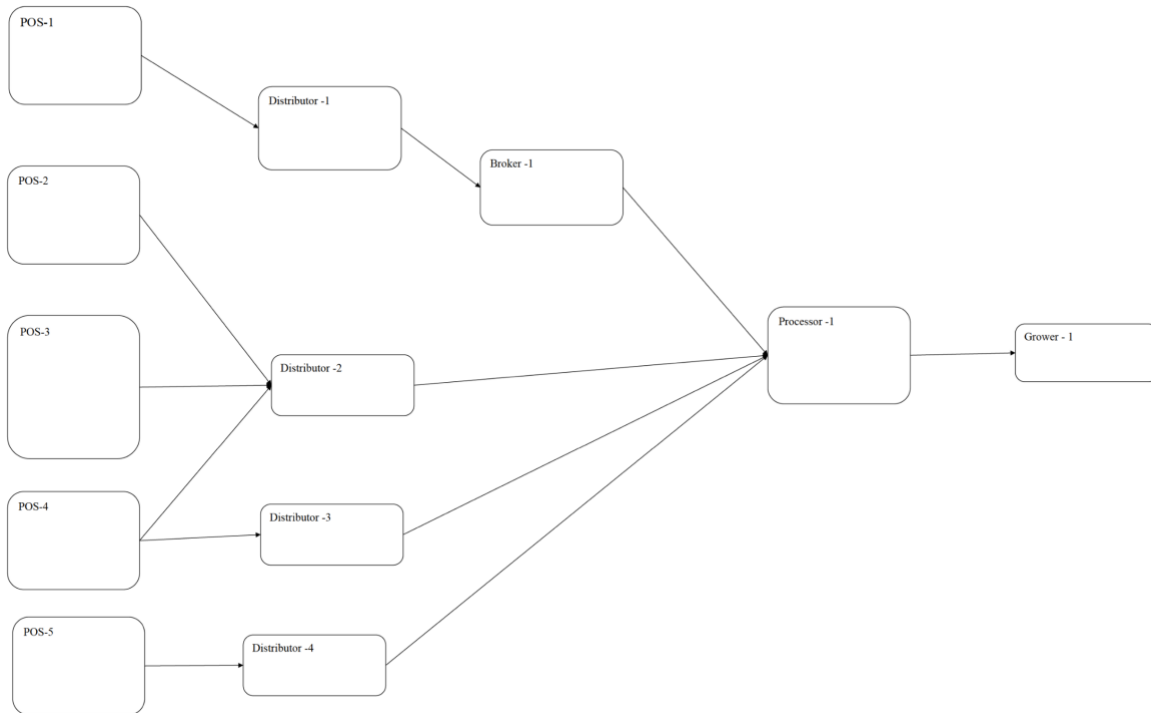 POS-1
Distributor -1
Broker -1
POS-2
Processor -1
Grower - 1
POS-3
Distributor -2
POS-4
Distributor -3
POS-5
Distributor -4